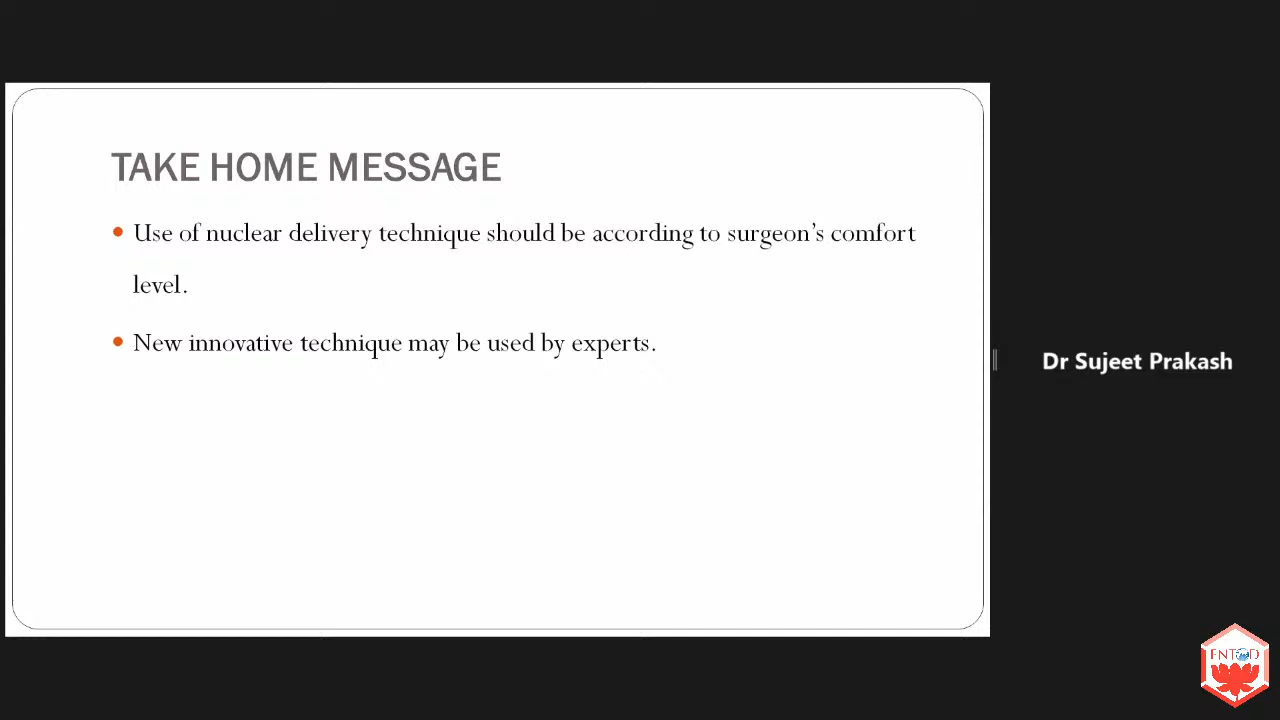 TAKE HOME MESSAGE
• Use of nuclear delivery technique should be according to surgeon’s comfort
level.
• New innovative technique may be used by experts.
Dr Sujeet Prakash
ENTOD